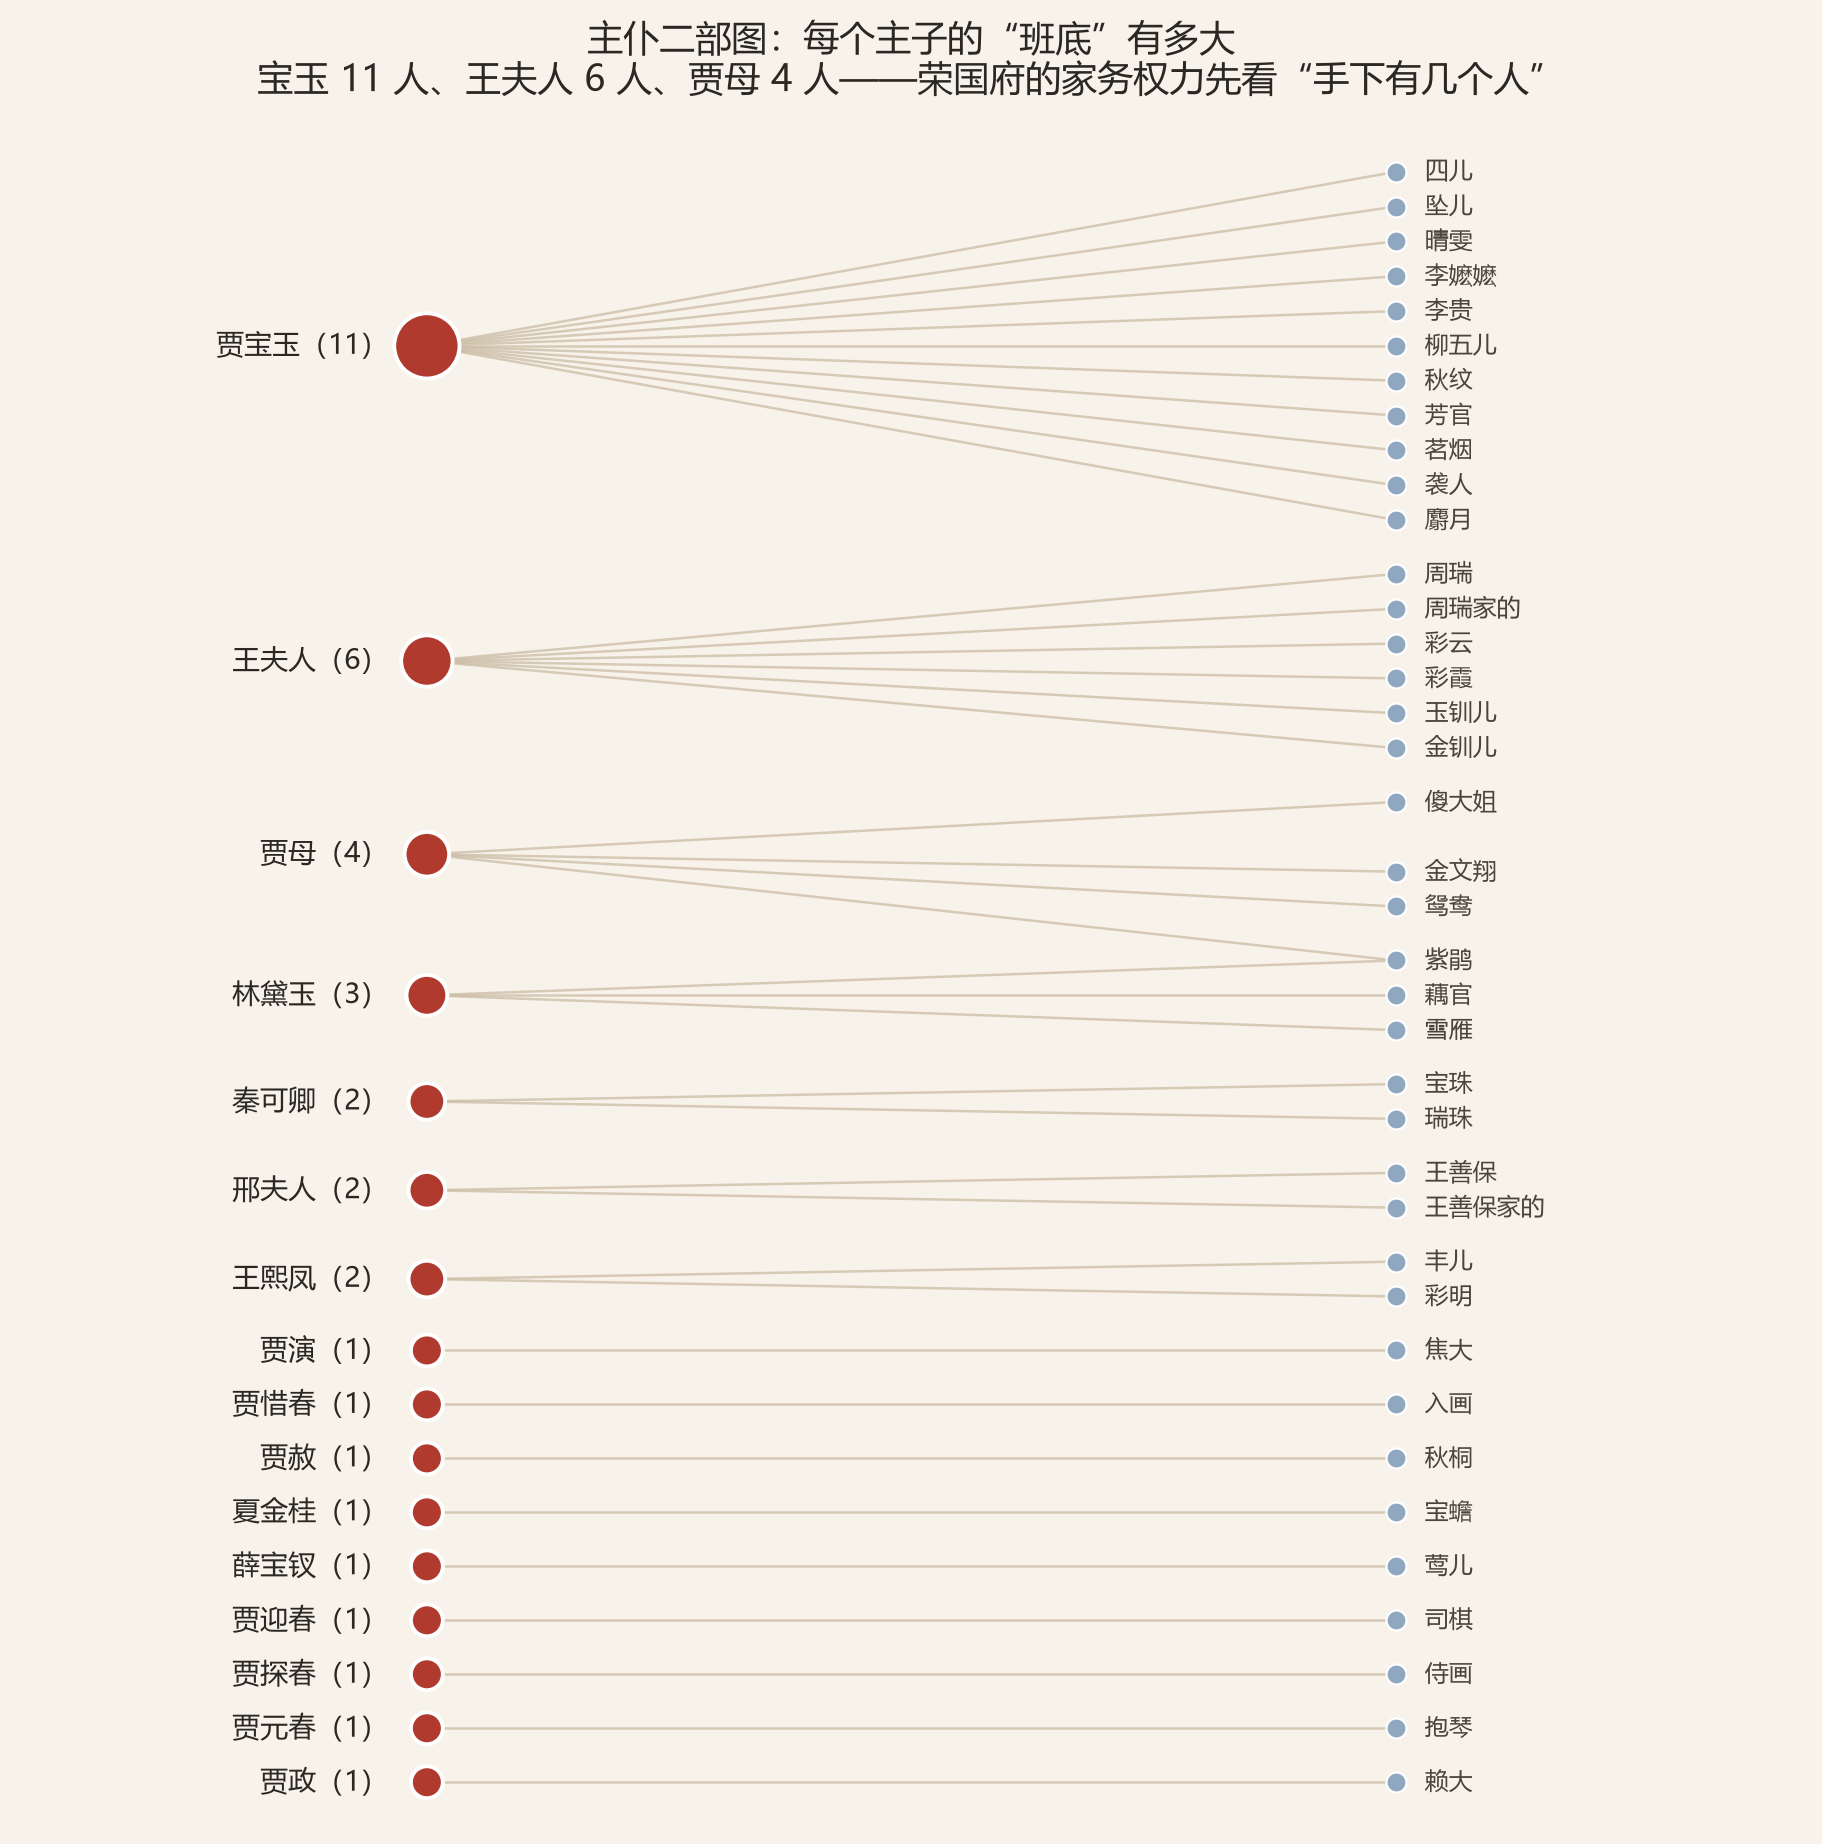 主仆二部图：每个主子的“班底”有多大
宝玉 11 人、王夫人 6 人、贾母 4 人——荣国府的家务权力先看“手下有几个人”
贾宝玉（11）
四儿
坠儿
晴雯
李嬷嬷
李贵
柳五儿
秋纹
芳官
茗烟
袭人
麝月
王夫人（6）
周瑞
周瑞家的
彩云
彩霞
玉钏儿
金钏儿
贾母（4）
傻大姐
金文翔
鸳鸯
紫鹃
林黛玉（3）
藕官
雪雁
秦可卿（2）
宝珠
瑞珠
邢夫人（2）
王善保
王善保家的
王熙凤（2）
丰儿
彩明
贾演（1）
焦大
贾惜春（1）
入画
贾赦（1）
秋桐
夏金桂（1）
宝蟾
薛宝钗（1）
莺儿
贾迎春（1）
司棋
贾探春（1）
侍画
贾元春（1）
抱琴
贾政（1）
赖大